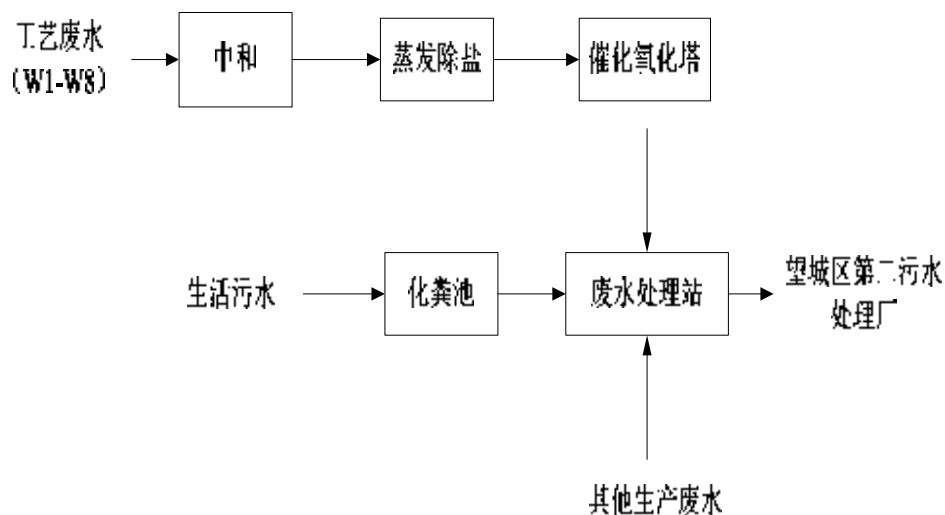 工艺废水
(W1-W8)
中和
蒸发除盐
催化氧化塔
生活污水
化粪池
废水处理站
望城区第二污水
处理厂
其他生产废水